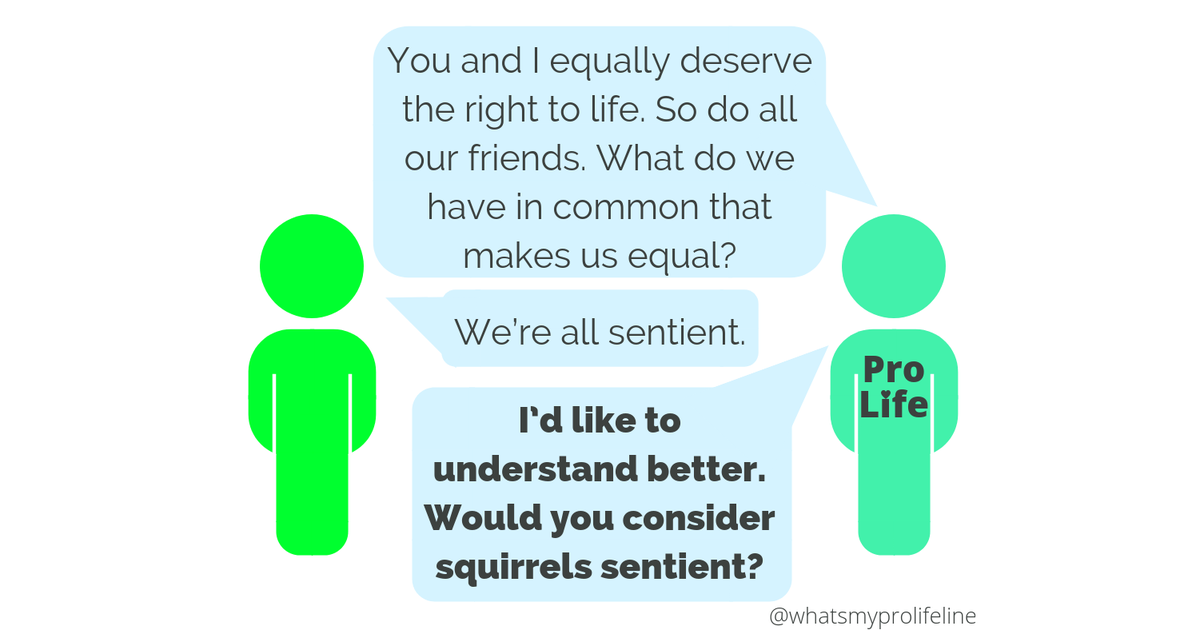 You and I equally deserve
the right to life. So do all
our friends. What do we
have in common that
makes us equal?
We’re all sentient.
Pro
Life
I’d like to
understand better.
Would you consider
squirrels sentient?
@whatsmyprolifeline